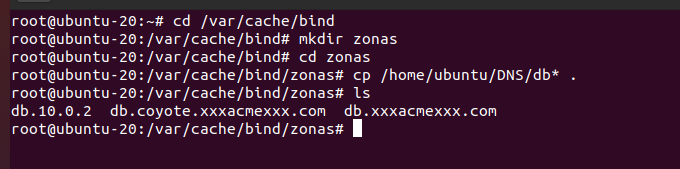 root@ubuntu-20:~# cd /var/cache/bind
root@ubuntu-20:/var/cache/bind# mkdir zonas
root@ubuntu-20:/var/cache/bind# cd zonas
root@ubuntu-20:/var/cache/bind/zonas# cp /home/ubuntu/DNS/db* .
root@ubuntu-20:/var/cache/bind/zonas# ls
db.10.0.2  db.coyote.xxxacmexxx.com  db.xxxacmexxx.com
root@ubuntu-20:/var/cache/bind/zonas#